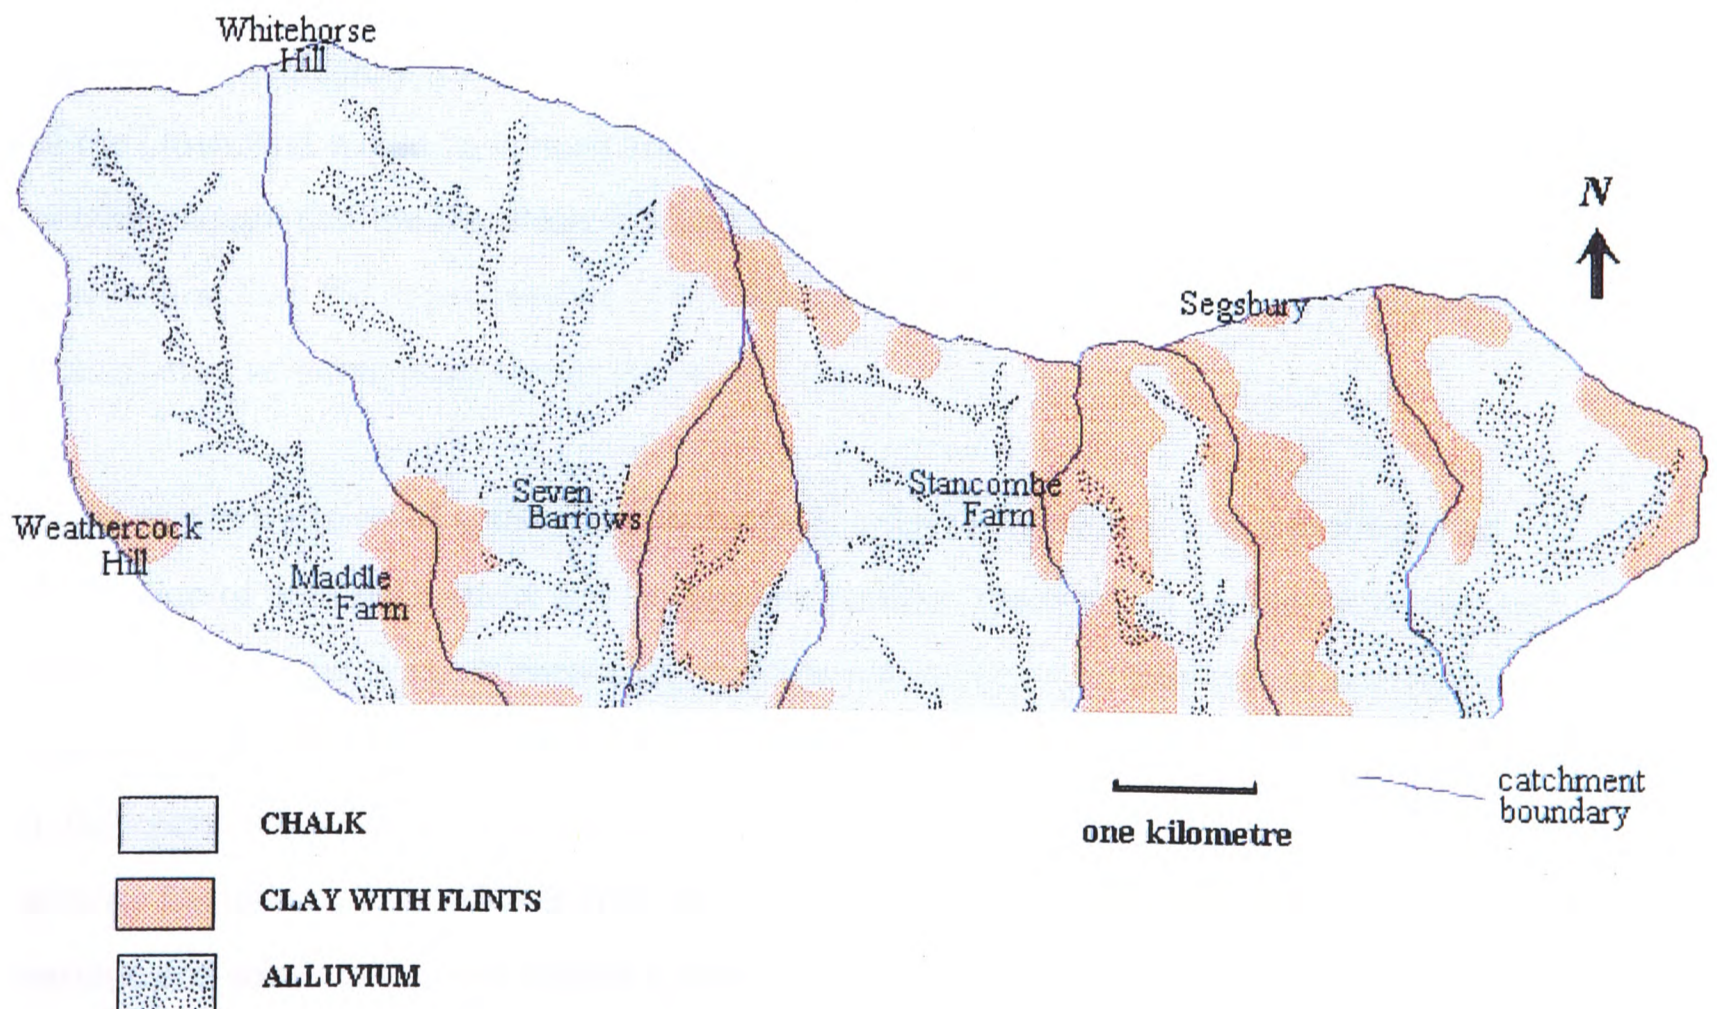 Whitehorse
Hill
N
Segsbury
Seven
Barrows
Stancombe
Farm
Weathercock
Hill
Maddle
Farm
catchment
boundary
one kilometre
CHALK
CLAY WITH FLINTS
ALLUVIUM